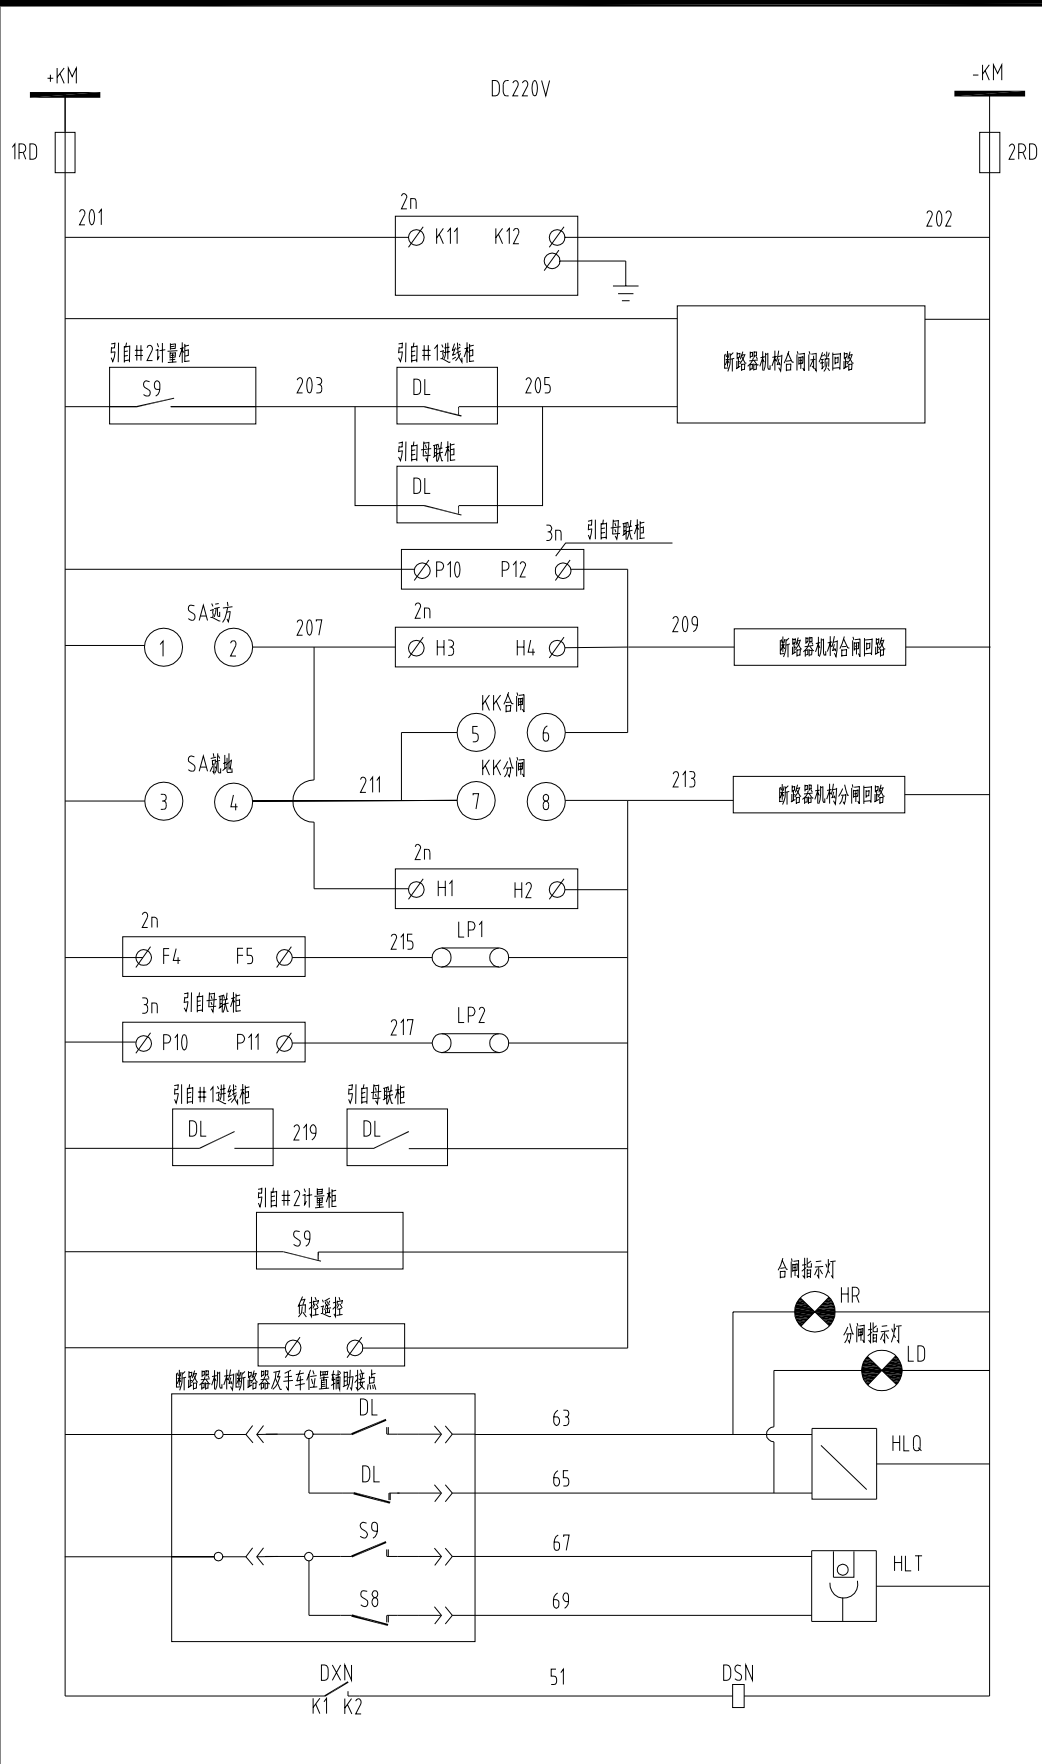 +KM
DC220V
-KM
1RD
2RD
2n
201
202
K11 K12
引自#2计量柜
引自#1进线柜
断路器机构合闸闭锁回路
S9
203
DL
205
引自母联柜
DL
3n
引自母联柜
P10 P12
SA远方
2n
207
209
1 2
H3 H4
断路器机构合闸回路
KK合闸
5 6
SA就地
KK分闸
211
213
3 4
7 8
断路器机构分闸回路
2n
H1 H2
2n
LP1
215
F4 F5
3n
引自母联柜
LP2
217
P10 P11
引自#1进线柜
引自母联柜
DL
219
DL
引自#2计量柜
S9
合闸指示灯
HR
负控遥控
分闸指示灯
LD
断路器机构断路器及手车位置辅助接点
DL
63
HLQ
DL
65
S9
67
HLT
S8
69
DXN
51
DSN
K1 K2